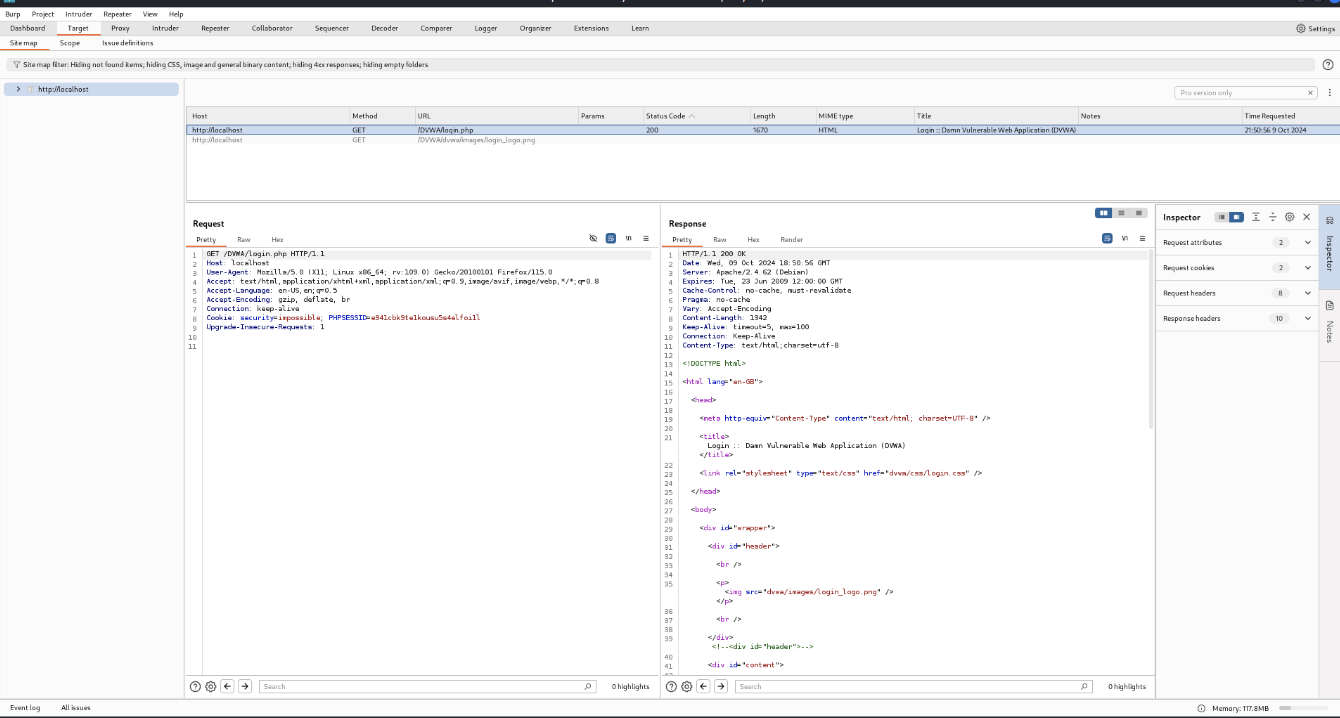 Burp Project Intruder Repeater View Help
Dashboard Target Proxy Intruder Repeater Collaborator Sequencer Decoder Comparer Logger Organizer Extensions Learn Settings
Site map Scope Issue definitions
Site map filter: Hiding not found items; hiding CSS, image and general binary content; hiding 4xx responses; hiding empty folders
http://localhost
Pro version only
Host Method URL Params Status Code Length MIME type Title Notes Time Requested
http://localhost GET /DVWA/login.php 200 1670 HTML Login :: Damn Vulnerable Web Application (DVWA) 21:50:56 9 Oct 2024
http://localhost GET /DVWA/dvwa/images/login_logo.png
Request
Pretty Raw Hex
\n
1 GET /DVWA/login.php HTTP/1.1
2 Host: localhost
3 User-Agent: Mozilla/5.0 (X11; Linux x86_64; rv:109.0) Gecko/20100101 Firefox/115.0
4 Accept: text/html,application/xhtml+xml,application/xml;q=0.9,image/avif,image/webp,*/*;q=0.8
5 Accept-Language: en-US,en;q=0.5
6 Accept-Encoding: gzip, deflate, br
7 Connection: keep-alive
8 Cookie: security=impossible; PHPSESSID=e941cbk9te1kousu5s4elfoi1l
9 Upgrade-Insecure-Requests: 1
10
11
Search 0 highlights
Response
Pretty Raw Hex Render
\n
1 HTTP/1.1 200 OK
2 Date: Wed, 09 Oct 2024 18:50:56 GMT
3 Server: Apache/2.4.62 (Debian)
4 Expires: Tue, 23 Jun 2009 12:00:00 GMT
5 Cache-Control: no-cache, must-revalidate
6 Pragma: no-cache
7 Vary: Accept-Encoding
8 Content-Length: 1342
9 Keep-Alive: timeout=5, max=100
10 Connection: Keep-Alive
11 Content-Type: text/html;charset=utf-8
12
13 <!DOCTYPE html>
14
15 <html lang="en-GB">
16
17 <head>
18
19 <meta http-equiv="Content-Type" content="text/html; charset=UTF-8" />
20
21 <title>
Login :: Damn Vulnerable Web Application (DVWA)
</title>
22
23 <link rel="stylesheet" type="text/css" href="dvwa/css/login.css" />
24
25 </head>
26
27 <body>
28
29 <div id="wrapper">
30
31 <div id="header">
32
33 <br />
34
35 <p>
<img src="dvwa/images/login_logo.png" />
</p>
36
37 <br />
38
39 </div>
<!--<div id="header">-->
40
41 <div id="content">
Search 0 highlights
Inspector
Request attributes 2
Request cookies 2
Request headers 8
Response headers 10
Inspector
Notes
Event log All issues Memory: 117.8MB